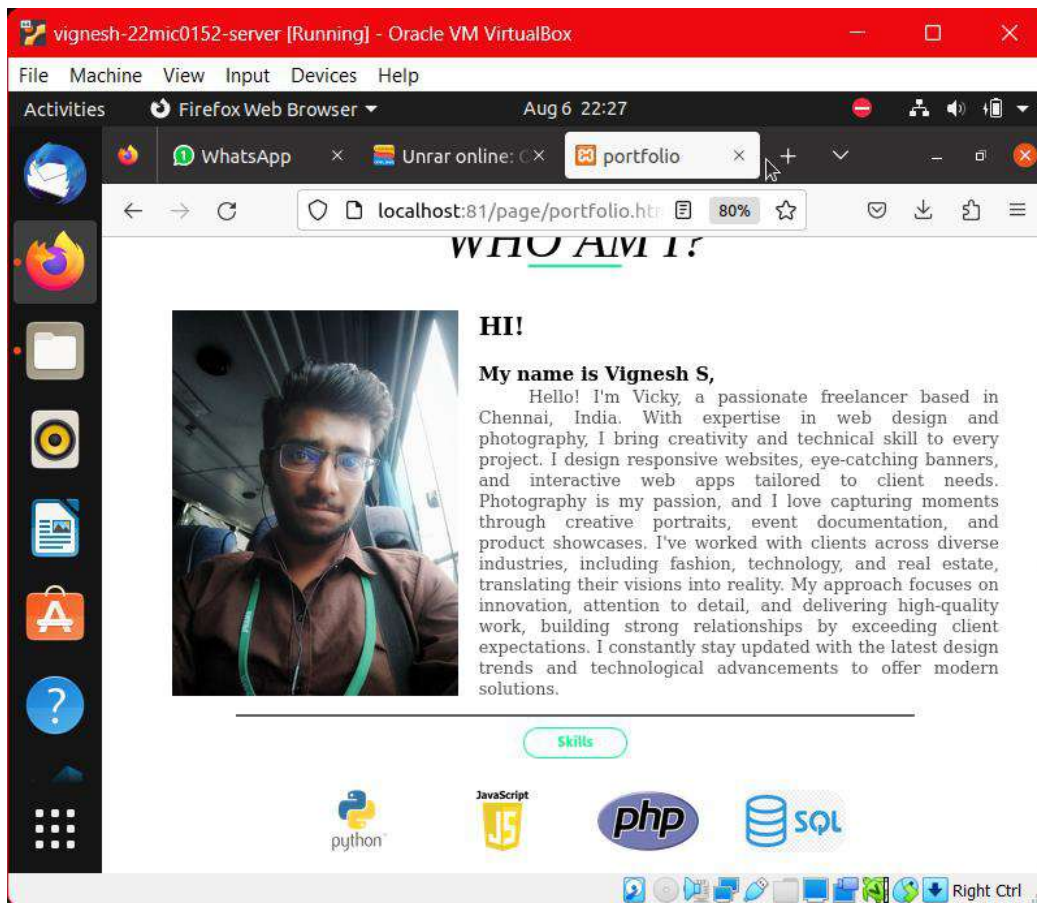 vignesh-22mic0152-server [Running] - Oracle VM VirtualBox
File Machine View Input Devices Help
Activities Firefox Web Browser Aug 6 22:27
WhatsApp Unrar online: portfolio
localhost:81/page/portfolio.htm 80%
WHO AM I?
HI!
My name is Vignesh S,
Hello! I'm Vicky, a passionate freelancer based in
Chennai, India. With expertise in web design and
photography, I bring creativity and technical skill to every
project. I design responsive websites, eye-catching banners,
and interactive web apps tailored to client needs.
Photography is my passion, and I love capturing moments
through creative portraits, event documentation, and
product showcases. I've worked with clients across diverse
industries, including fashion, technology, and real estate,
translating their visions into reality. My approach focuses on
innovation, attention to detail, and delivering high-quality
work, building strong relationships by exceeding client
expectations. I constantly stay updated with the latest design
trends and technological advancements to offer modern
solutions.
Skills
python
JavaScript
JS
php
SQL
Right Ctrl